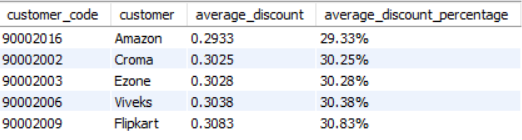 customer_code customer average_discount average_discount_percentage
90002016 Amazon 0.2933 29.33%
90002002 Croma 0.3025 30.25%
90002003 Ezone 0.3028 30.28%
90002006 Viveks 0.3038 30.38%
90002009 Flipkart 0.3083 30.83%